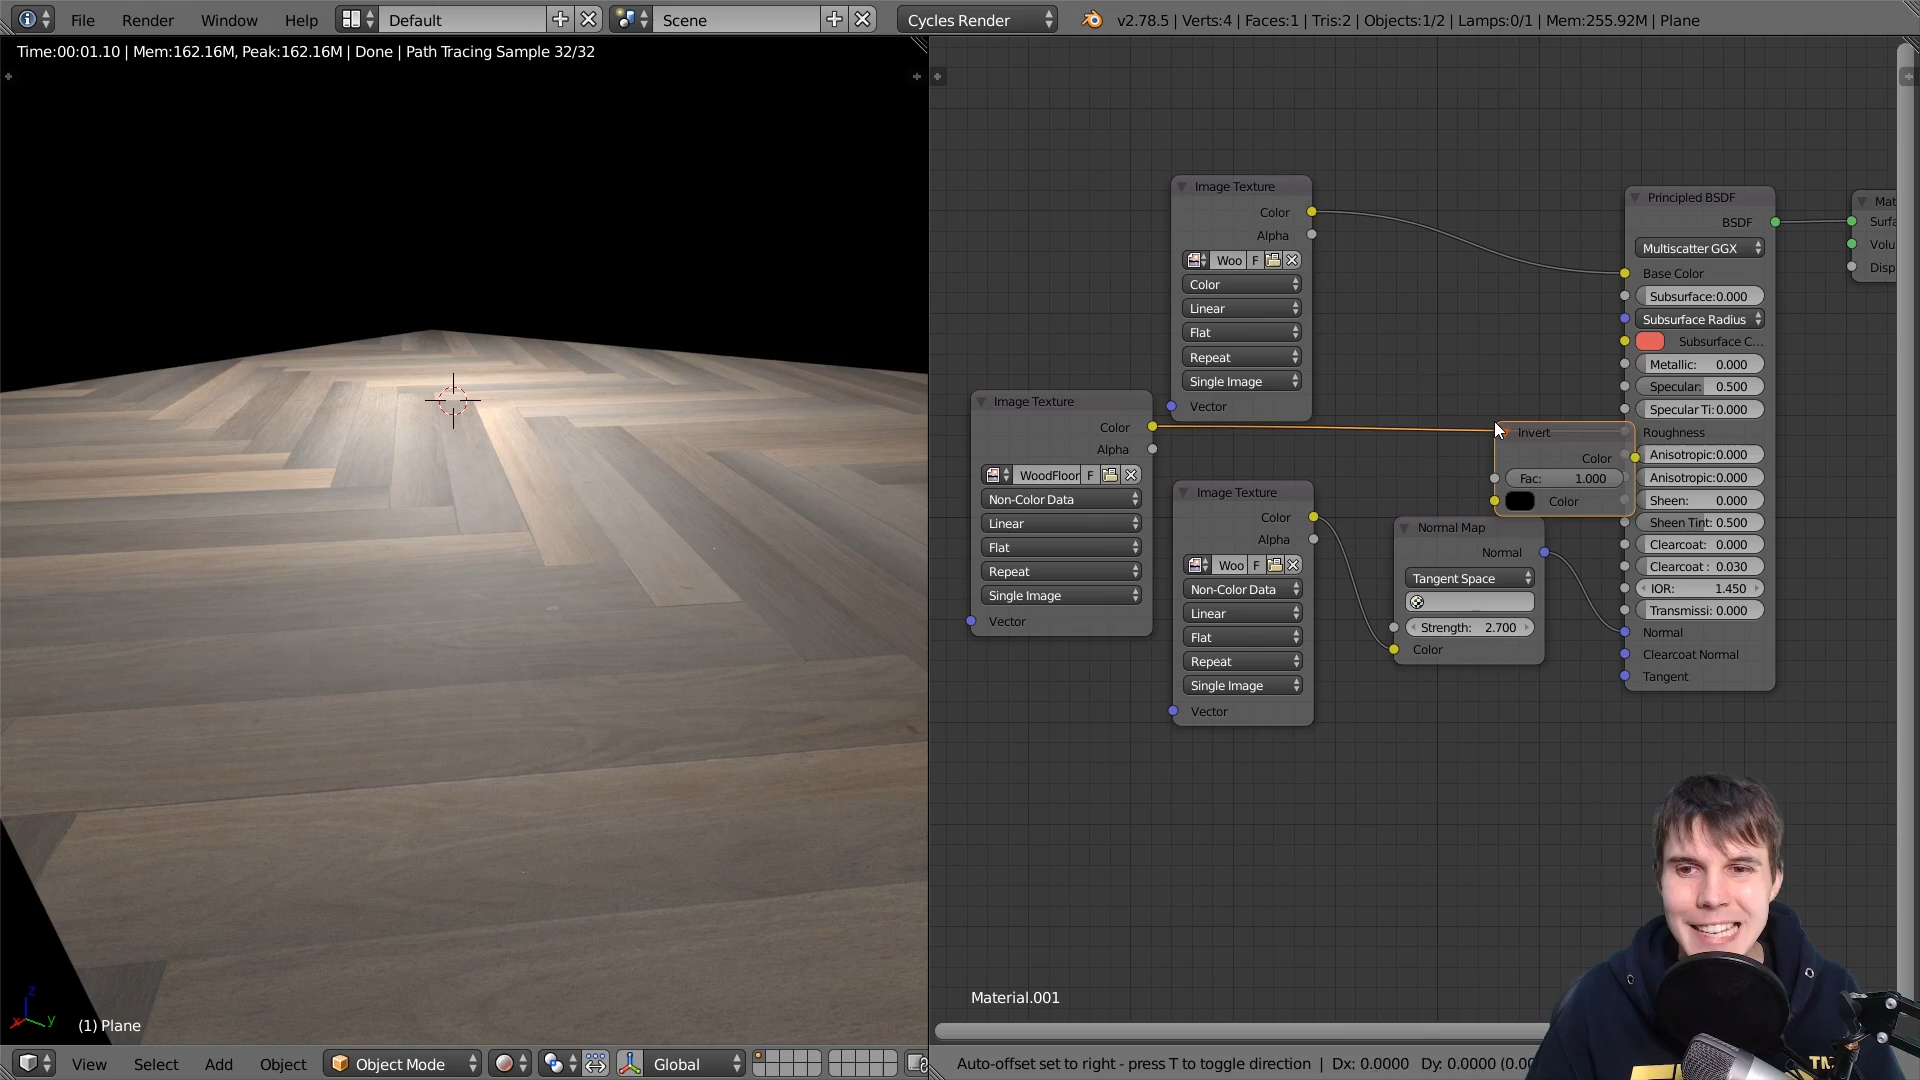 File Render Window Help Default Scene Cycles Render v2.78.5 | Verts:4 | Faces:1 | Tris:2 | Objects:1/2 | Lamps:0/1 | Mem:255.92M | Plane
Time:00:01.10 | Mem:162.16M, Peak:162.16M | Done | Path Tracing Sample 32/32
Image Texture
Color
Alpha
Woo F
Color
Linear
Flat
Repeat
Single Image
Vector
Image Texture
Color
Alpha
WoodFloor F
Non-Color Data
Linear
Flat
Repeat
Single Image
Vector
Image Texture
Color
Alpha
Woo F
Non-Color Data
Linear
Flat
Repeat
Single Image
Vector
Normal Map
Normal
Tangent Space
Strength: 2.700
Color
Invert
Color
Fac: 1.000
Color
Principled BSDF
BSDF
Multiscatter GGX
Base Color
Subsurface:0.000
Subsurface Radius
Subsurface C...
Metallic: 0.000
Specular: 0.500
Specular Ti:0.000
Roughness
Anisotropic:0.000
Anisotropic:0.000
Sheen: 0.000
Sheen Tint: 0.500
Clearcoat: 0.000
Clearcoat : 0.030
IOR: 1.450
Transmissi: 0.000
Normal
Clearcoat Normal
Tangent
Mat
Surfa
Volu
Disp
Material.001
z
x y
(1) Plane
View Select Add Object Object Mode Global
Auto-offset set to right - press T to toggle direction | Dx: 0.0000 Dy: 0.0000 (0.00